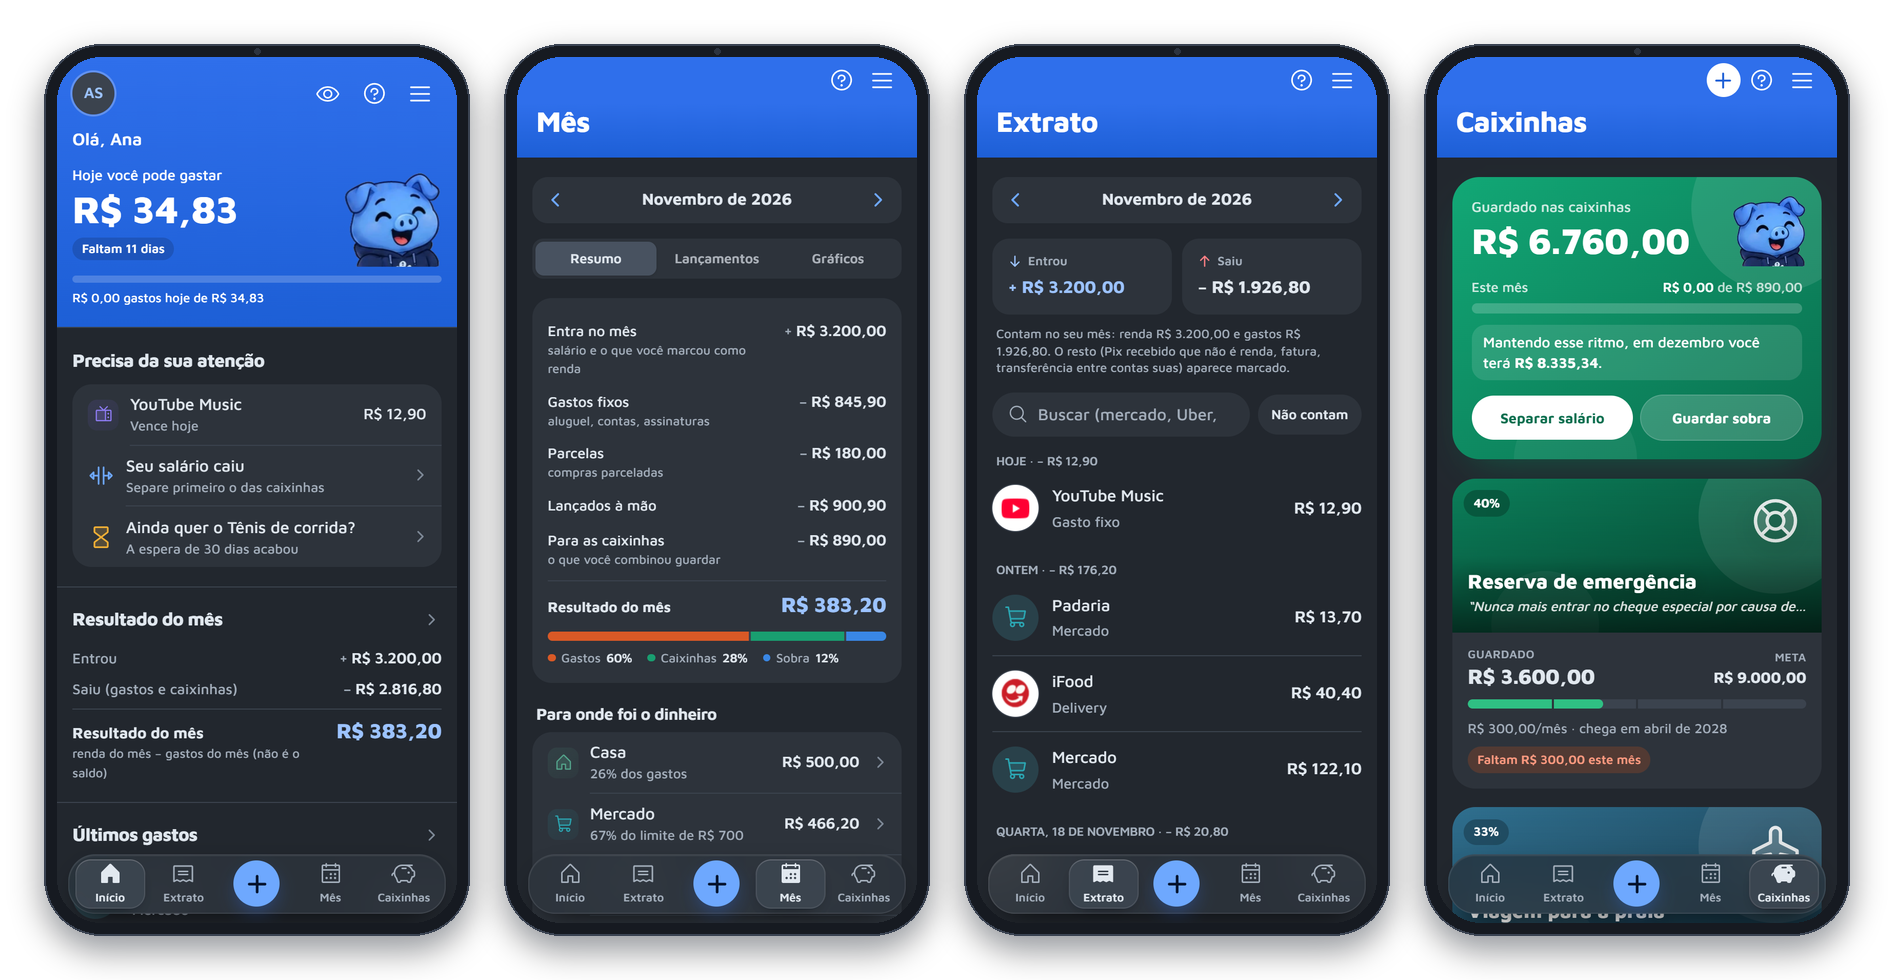 AS
Olá, Ana
Hoje você pode gastar
R$ 34,83
Faltam 11 dias
R$ 0,00 gastos hoje de R$ 34,83
Precisa da sua atenção
YouTube Music
R$ 12,90
Vence hoje
Seu salário caiu
Separe primeiro o das caixinhas
Ainda quer o Tênis de corrida?
A espera de 30 dias acabou
Resultado do mês
Entrou
+ R$ 3.200,00
Saiu (gastos e caixinhas)
– R$ 2.816,80
Resultado do mês
R$ 383,20
renda do mês – gastos do mês (não é o
saldo)
Últimos gastos
Início
Extrato
Mês
Caixinhas
Mês
Novembro de 2026
Resumo
Lançamentos
Gráficos
Entra no mês
+ R$ 3.200,00
salário e o que você marcou como
renda
Gastos fixos
– R$ 845,90
aluguel, contas, assinaturas
Parcelas
– R$ 180,00
compras parceladas
Lançados à mão
– R$ 900,90
Para as caixinhas
– R$ 890,00
o que você combinou guardar
Resultado do mês
R$ 383,20
Gastos 60%
Caixinhas 28%
Sobra 12%
Para onde foi o dinheiro
Casa
R$ 500,00
26% dos gastos
Mercado
R$ 466,20
67% do limite de R$ 700
Início
Extrato
Mês
Caixinhas
Extrato
Novembro de 2026
Entrou
+ R$ 3.200,00
Saiu
– R$ 1.926,80
Contam no seu mês: renda R$ 3.200,00 e gastos R$
1.926,80. O resto (Pix recebido que não é renda, fatura,
transferência entre contas suas) aparece marcado.
Buscar (mercado, Uber,
Não contam
HOJE · – R$ 12,90
YouTube Music
R$ 12,90
Gasto fixo
ONTEM · – R$ 176,20
Padaria
R$ 13,70
Mercado
iFood
R$ 40,40
Delivery
Mercado
R$ 122,10
Mercado
QUARTA, 18 DE NOVEMBRO · – R$ 20,80
Início
Extrato
Mês
Caixinhas
Caixinhas
Guardado nas caixinhas
R$ 6.760,00
Este mês
R$ 0,00 de R$ 890,00
Mantendo esse ritmo, em dezembro você
terá R$ 8.335,34.
Separar salário
Guardar sobra
40%
Reserva de emergência
"Nunca mais entrar no cheque especial por causa de...
GUARDADO
META
R$ 3.600,00
R$ 9.000,00
R$ 300,00/mês · chega em abril de 2028
Faltam R$ 300,00 este mês
33%
Início
Extrato
Mês
Caixinhas
Viagem para a praia